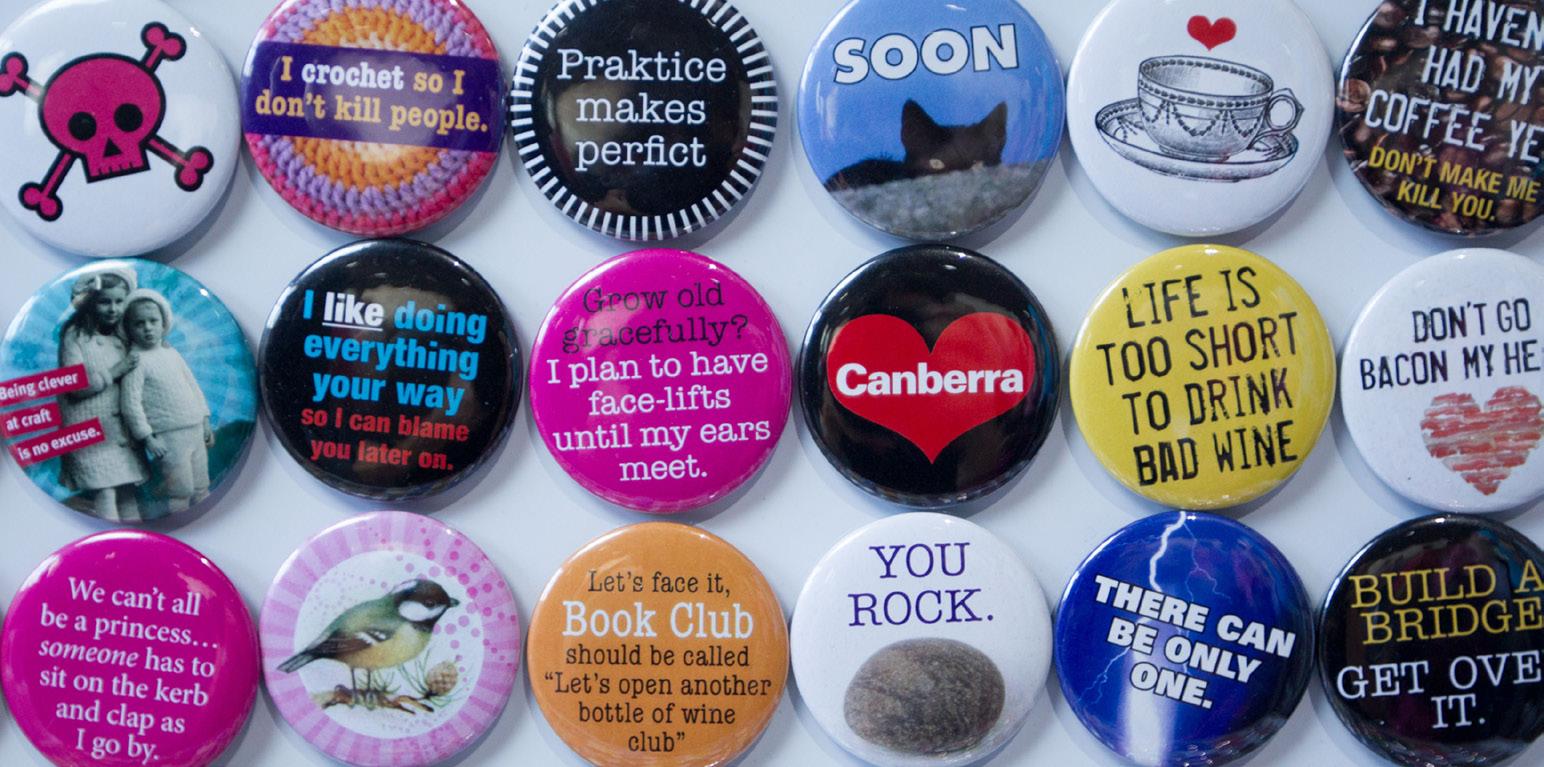 I crochet so I
don't kill people.
Praktice
makes
perfict
SOON
I HAVEN
HAD MY
COFFEE YE
DON'T MAKE ME
KILL YOU.
Being clever
at craft
is no excuse.
I like doing
everything
your way
so I can blame
you later on.
Grow old
gracefully?
I plan to have
face-lifts
until my ears
meet.
Canberra
LIFE IS
TOO SHORT
TO DRINK
BAD WINE
DON'T GO
BACON MY HE
We can't all
be a princess...
someone has to
sit on the kerb
and clap as
I go by.
Let's face it,
Book Club
should be called
"Let's open another
bottle of wine
club"
YOU
ROCK.
THERE CAN
BE ONLY
ONE.
BUILD A
BRIDGE
GET OVE
IT.